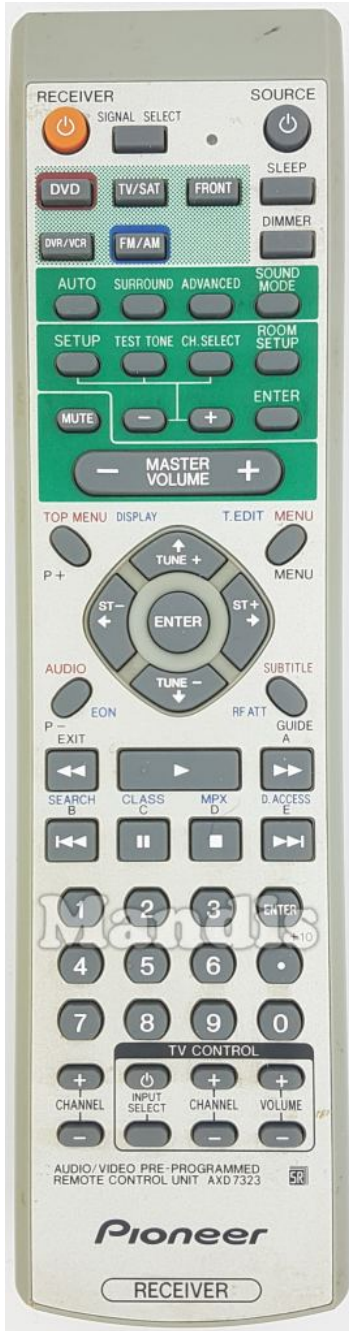 RECEIVER SOURCE
SIGNAL SELECT
SLEEP
DVD TV/SAT FRONT
DIMMER
DVR/VCR FM/AM
AUTO SURROUND ADVANCED SOUND MODE
SETUP TEST TONE CH.SELECT ROOM SETUP
ENTER
MUTE − +
− MASTER VOLUME +
TOP MENU DISPLAY T.EDIT MENU
TUNE +
P+ MENU
ST− ENTER ST+
AUDIO SUBTITLE
TUNE −
EON RF ATT
P− GUIDE
EXIT A
SEARCH CLASS MPX D.ACCESS
B C D E
1 2 3 ENTER
Mandis
+10
4 5 6 •
7 8 9 0
TV CONTROL
+ + +
CHANNEL INPUT SELECT CHANNEL VOLUME
− − −
AUDIO/VIDEO PRE-PROGRAMMED
REMOTE CONTROL UNIT AXD7323 SR
Pioneer
RECEIVER